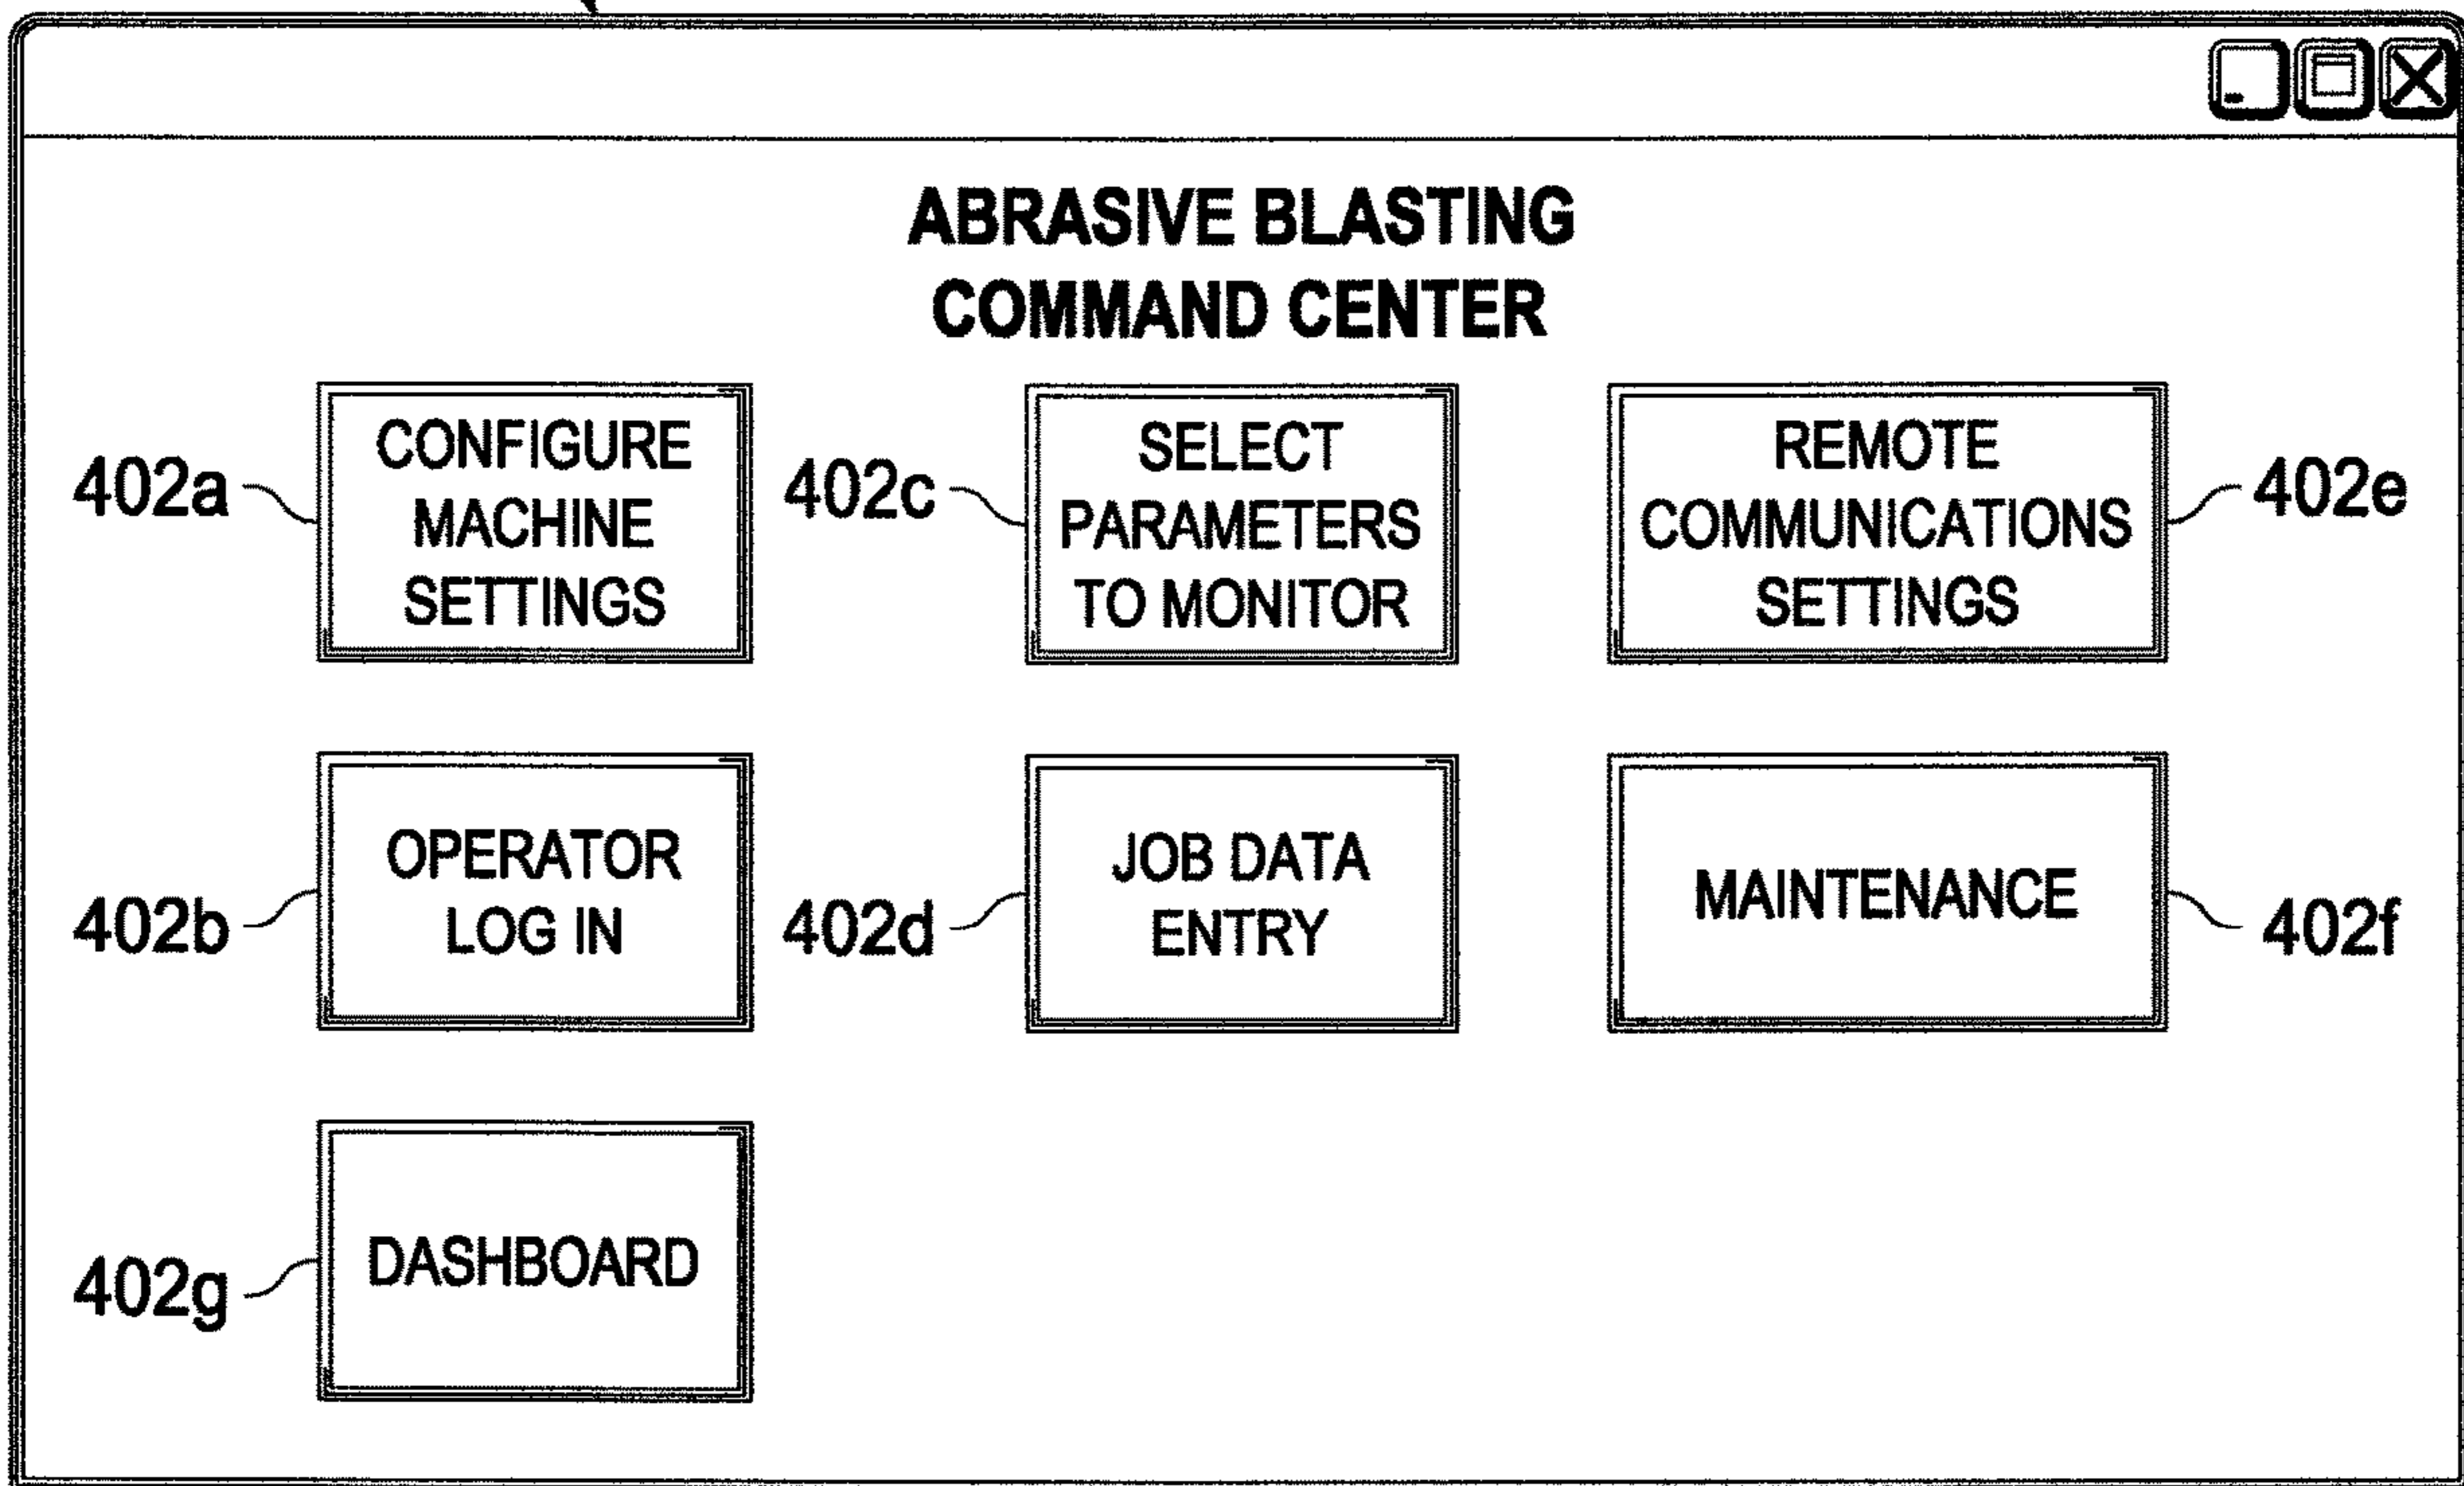 ABRASIVE BLASTING
COMMAND CENTER
402a
CONFIGURE
MACHINE
SETTINGS
402c
SELECT
PARAMETERS
TO MONITOR
REMOTE
COMMUNICATIONS
SETTINGS
402e
402b
OPERATOR
LOG IN
402d
JOB DATA
ENTRY
MAINTENANCE
402f
402g
DASHBOARD